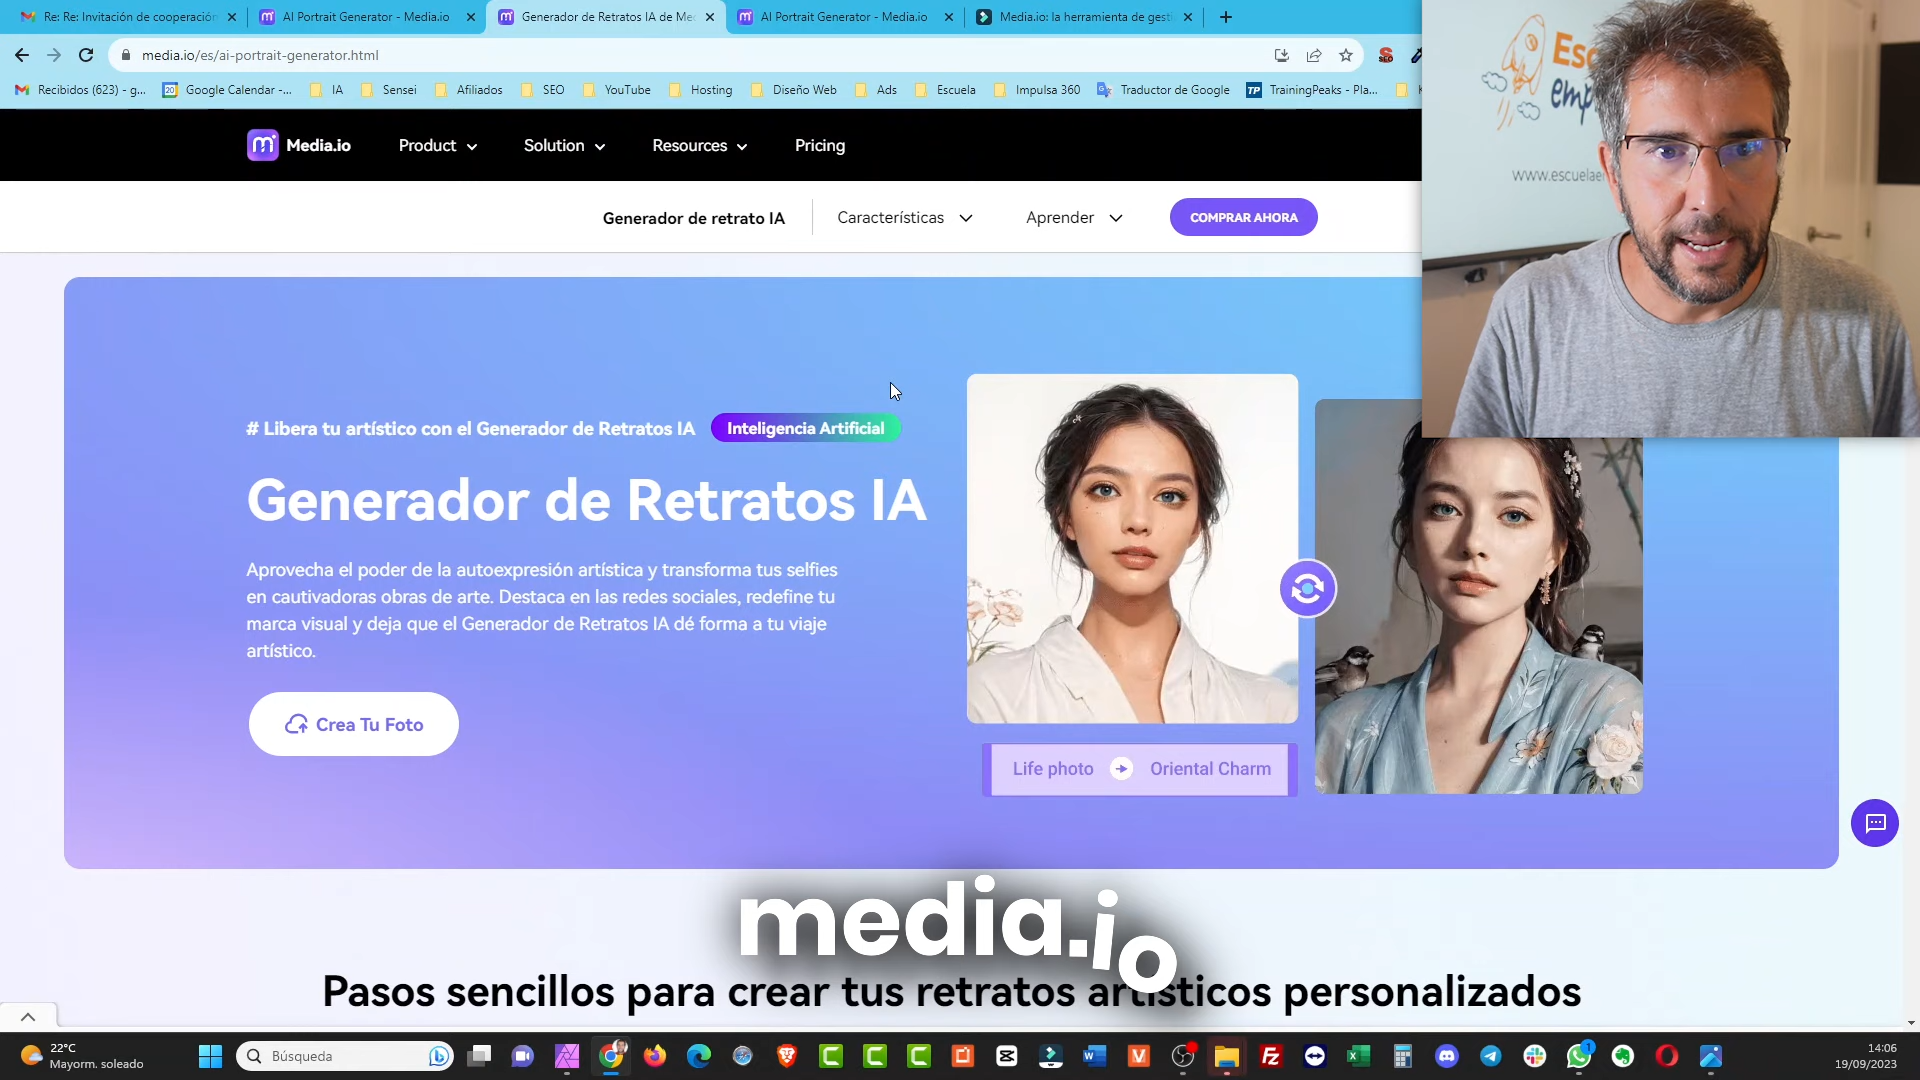 Re: Re: Invitación de cooperación
AI Portrait Generator - Media.io
Generador de Retratos IA de Me
AI Portrait Generator - Media.io
Media.io: la herramienta de gesti
media.io/es/ai-portrait-generator.html
Recibidos (623) - g...
Google Calendar -...
IA
Sensei
Afiliados
SEO
YouTube
Hosting
Diseño Web
Ads
Escuela
Impulsa 360
Traductor de Google
TrainingPeaks - Pla...
Media.io
Product
Solution
Resources
Pricing
Generador de retrato IA
Características
Aprender
COMPRAR AHORA
# Libera tu artístico con el Generador de Retratos IA
Inteligencia Artificial
Generador de Retratos IA
Aprovecha el poder de la autoexpresión artística y transforma tus selfies
en cautivadoras obras de arte. Destaca en las redes sociales, redefine tu
marca visual y deja que el Generador de Retratos IA dé forma a tu viaje
artístico.
Crea Tu Foto
Life photo
Oriental Charm
media.io
Pasos sencillos para crear tus retratos artísticos personalizados
22°C
Mayorm. soleado
Búsqueda
14:06
19/09/2023